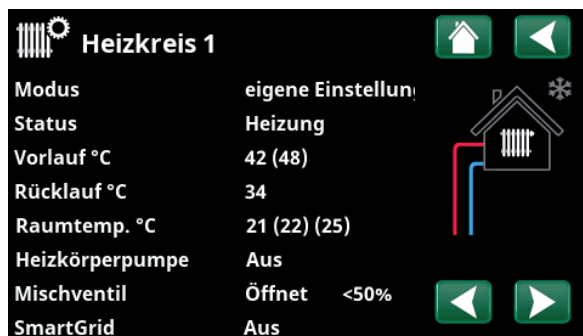 Heizkreis 1
Modus eigene Einstellung
Status Heizung
Vorlauf °C 42 (48)
Rücklauf °C 34
Raumtemp. °C 21 (22) (25)
Heizkörperpumpe Aus
Mischventil Öffnet <50%
SmartGrid Aus